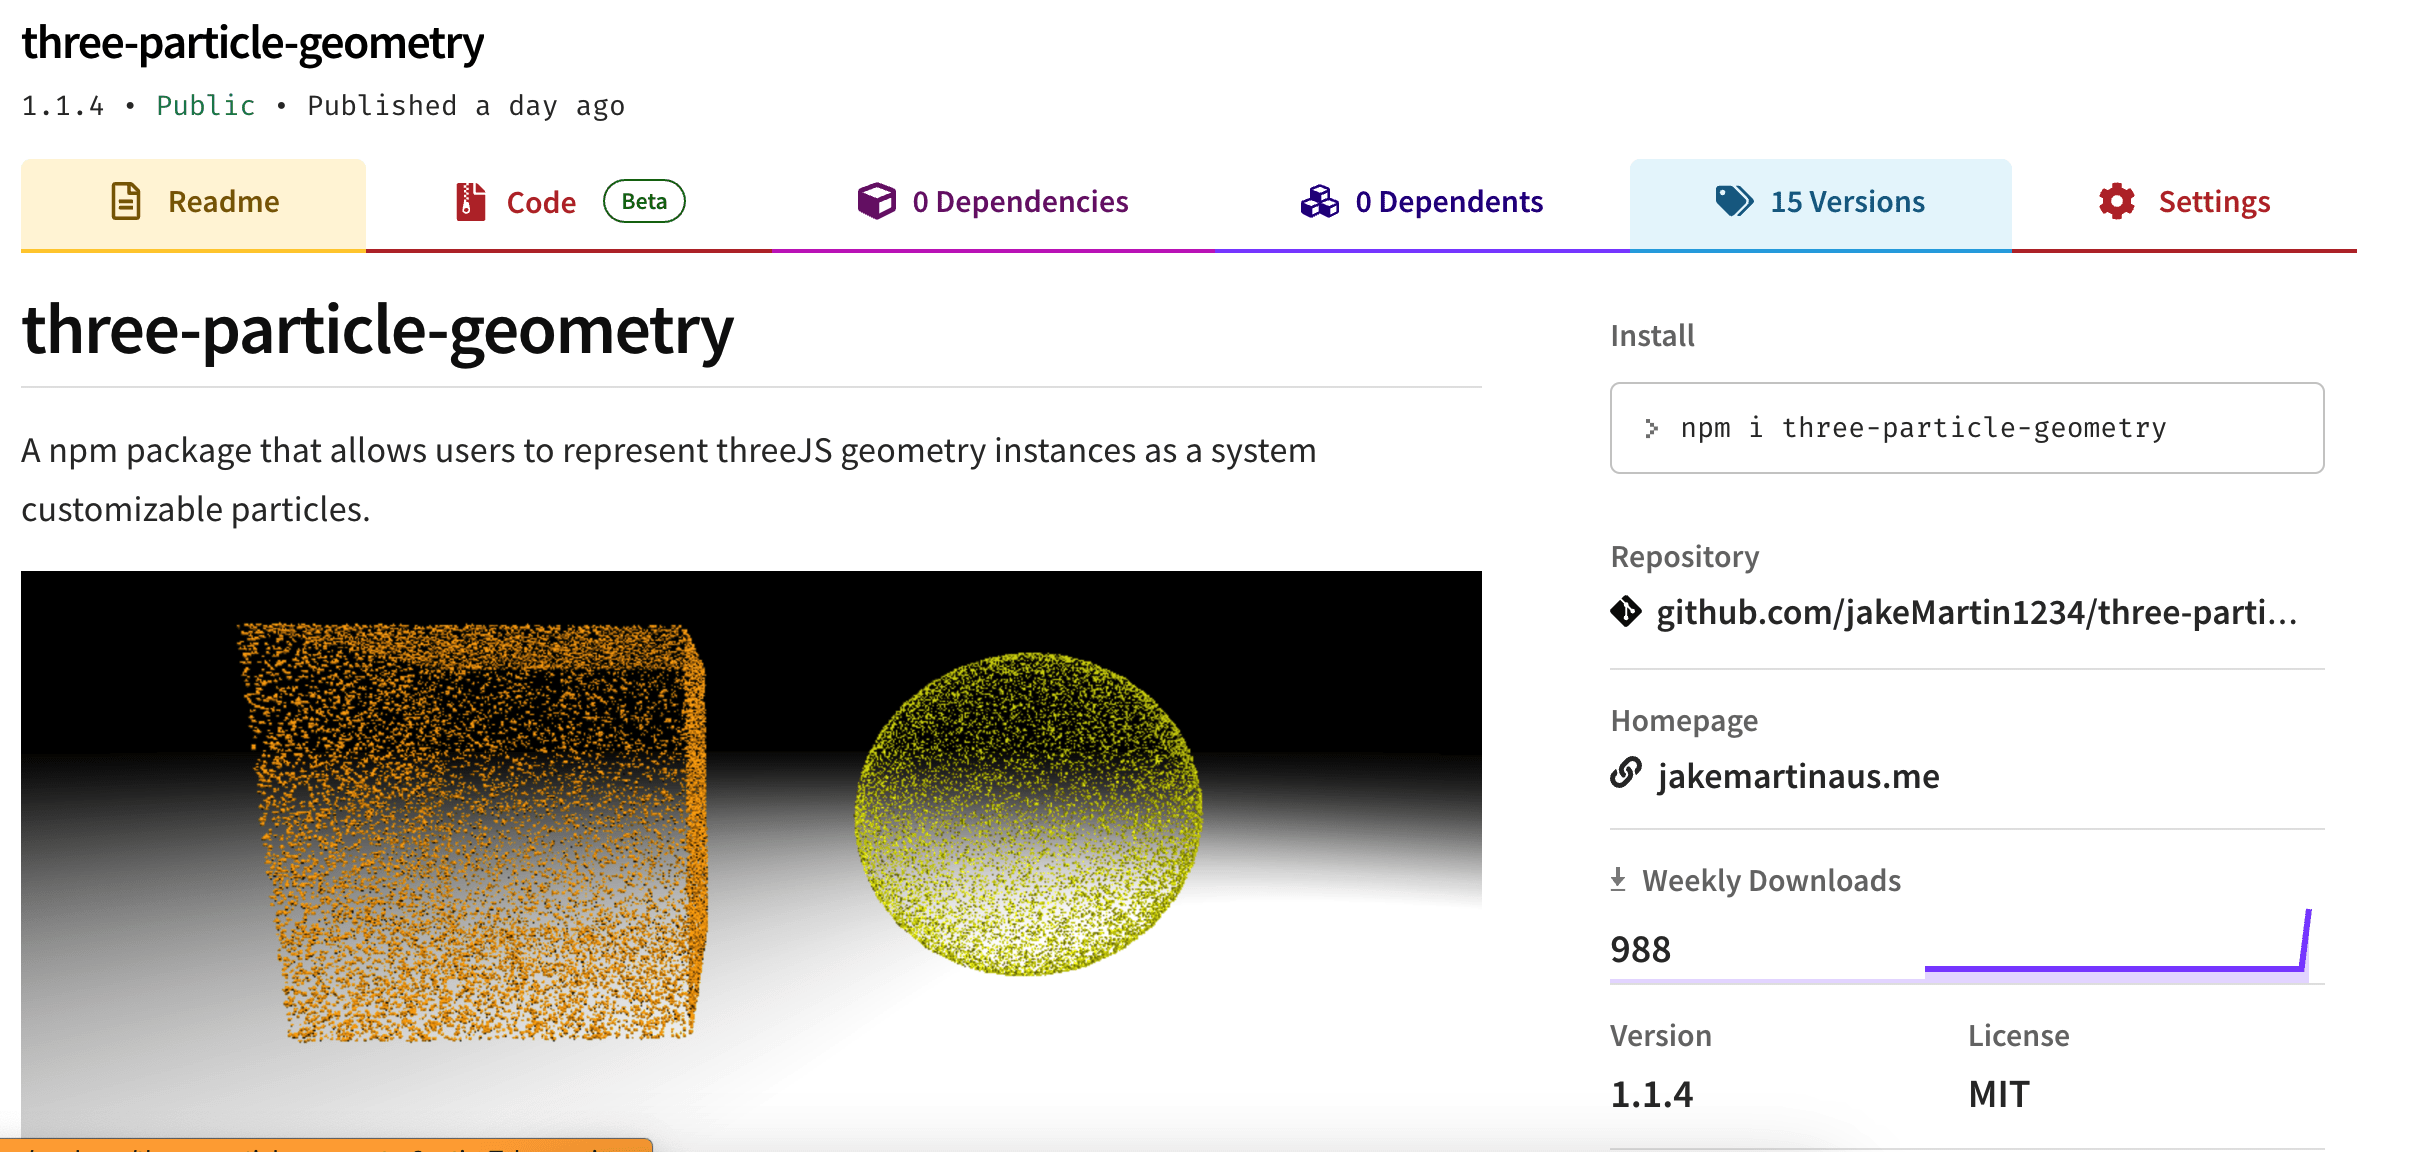 three-particle-geometry
1.1.4 • Public • Published a day ago
Readme
Code Beta
0 Dependencies
0 Dependents
15 Versions
Settings
three-particle-geometry
A npm package that allows users to represent threeJS geometry instances as a system
customizable particles.
Install
npm i three-particle-geometry
Repository
github.com/jakeMartin1234/three-parti...
Homepage
jakemartinaus.me
Weekly Downloads
988
Version
License
1.1.4
MIT